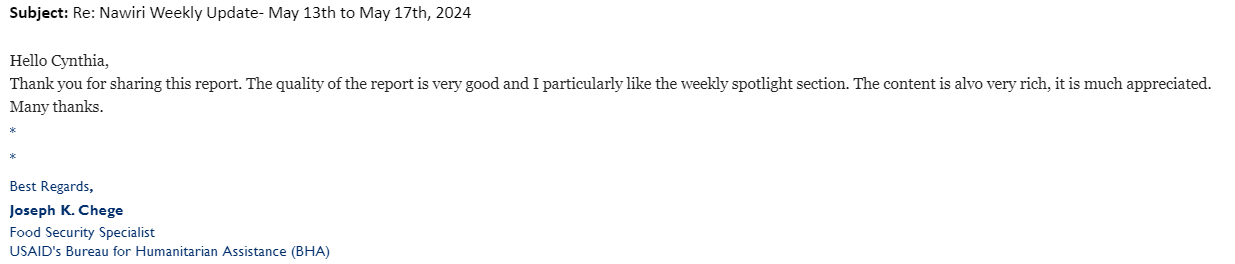 Subject: Re: Nawiri Weekly Update- May 13th to May 17th, 2024
Hello Cynthia,
Thank you for sharing this report. The quality of the report is very good and I particularly like the weekly spotlight section. The content is alvo very rich, it is much appreciated.
Many thanks.
*
*
Best Regards,
Joseph K. Chege
Food Security Specialist
USAID's Bureau for Humanitarian Assistance (BHA)